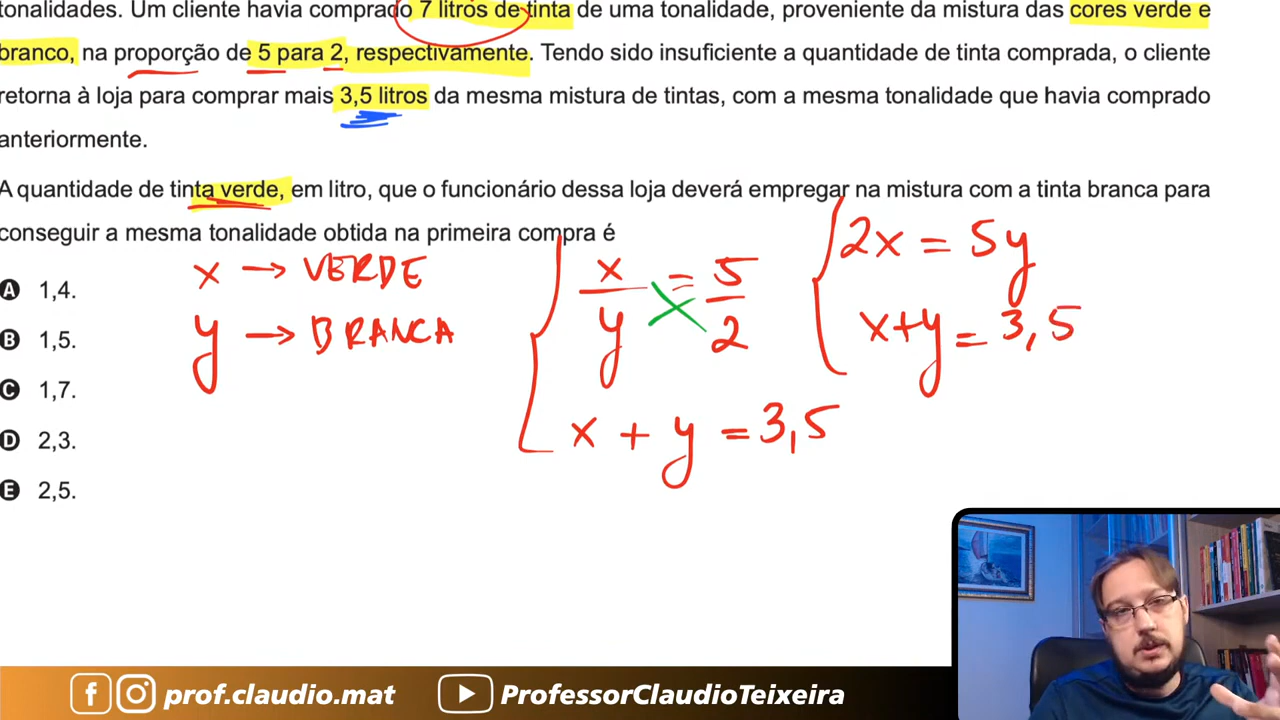 tonalidades. Um cliente havia comprado 7 litros de tinta de uma tonalidade, proveniente da mistura das cores verde e
branco, na proporção de 5 para 2, respectivamente. Tendo sido insuficiente a quantidade de tinta comprada, o cliente
retorna à loja para comprar mais 3,5 litros da mesma mistura de tintas, com a mesma tonalidade que havia comprado
anteriormente.
A quantidade de tinta verde, em litro, que o funcionário dessa loja deverá empregar na mistura com a tinta branca para
conseguir a mesma tonalidade obtida na primeira compra é
A 1,4.
B 1,5.
C 1,7.
D 2,3.
E 2,5.
x → VERDE
y → BRANCA
x/y = 5/2
x + y = 3,5
2x = 5y
x+y = 3,5
prof.claudio.mat
ProfessorClaudioTeixeira